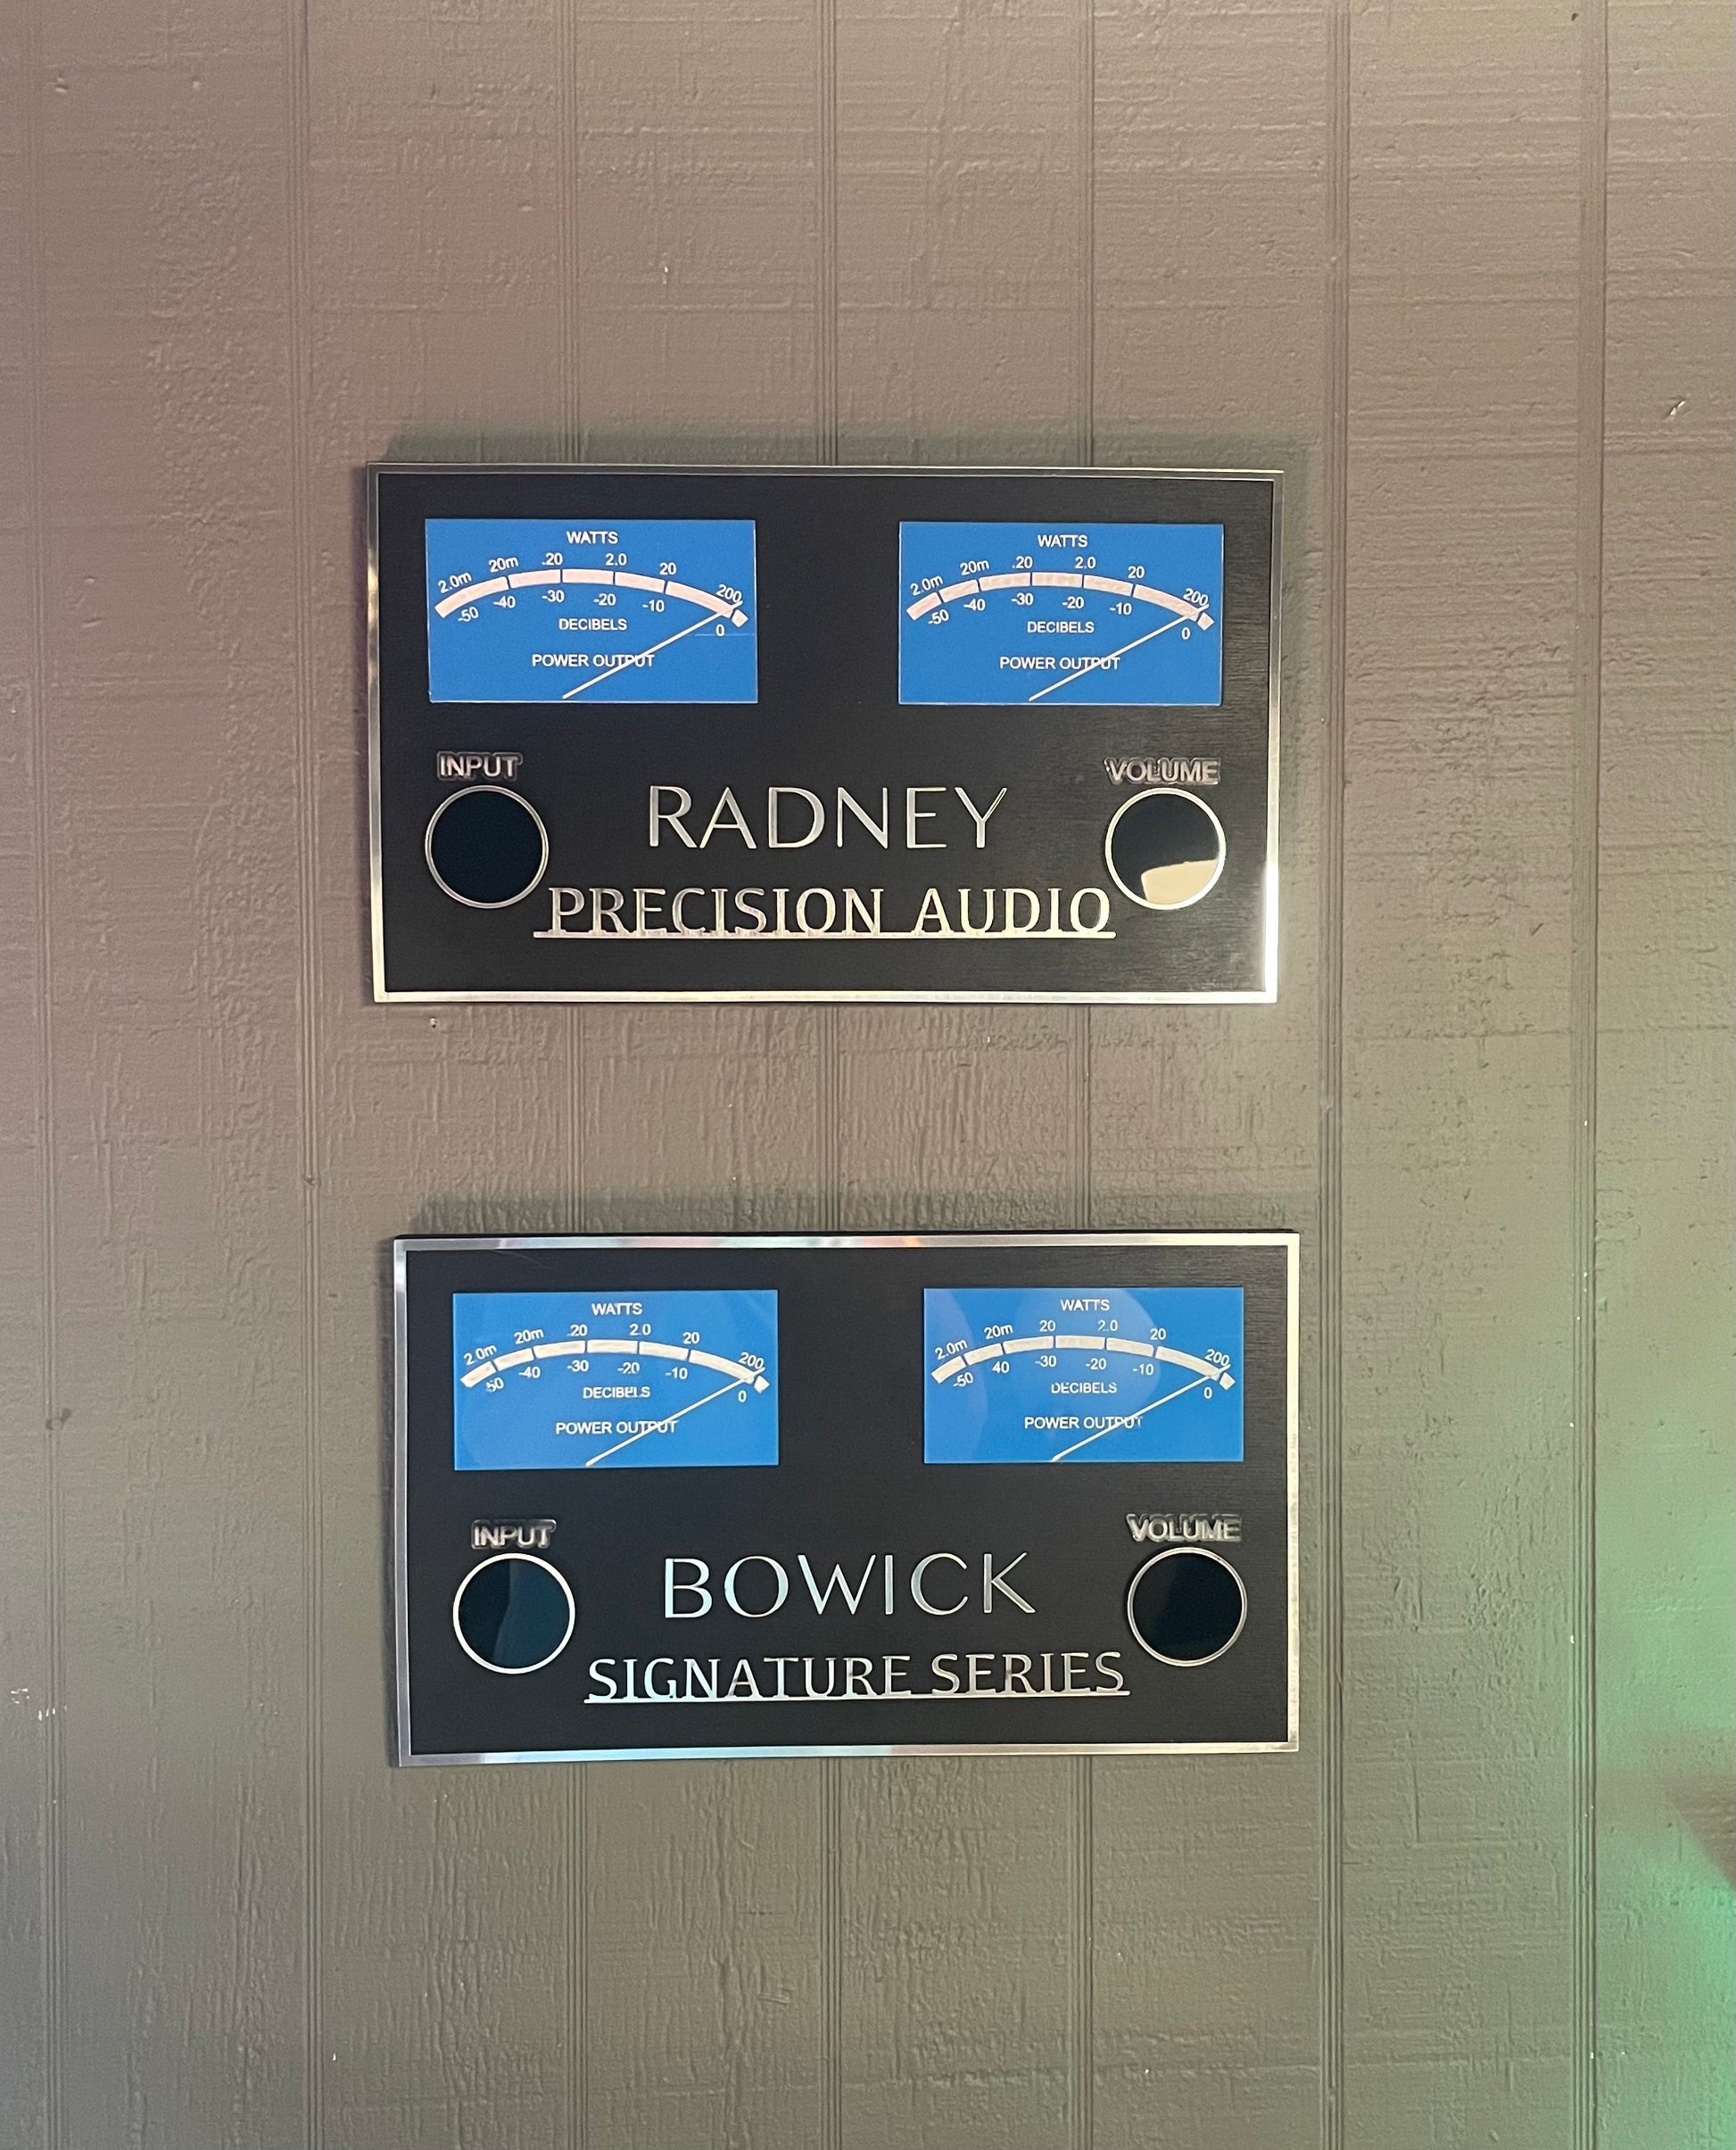 WATTS
2.0m 20m .20 2.0 20 200
-50 -40 -30 -20 -10 0
DECIBELS
POWER OUTPUT
WATTS
2.0m 20m .20 2.0 20 200
-50 -40 -30 -20 -10 0
DECIBELS
POWER OUTPUT
INPUT
VOLUME
RADNEY
PRECISION AUDIO
WATTS
2.0m 20m .20 2.0 20 200
50 -40 -30 -20 -10 0
DECIBELS
POWER OUTPUT
WATTS
2.0m 20m 20 2.0 20 200
-50 40 -30 -20 -10 0
DECIBELS
POWER OUTPUT
INPUT
VOLUME
BOWICK
SIGNATURE SERIES